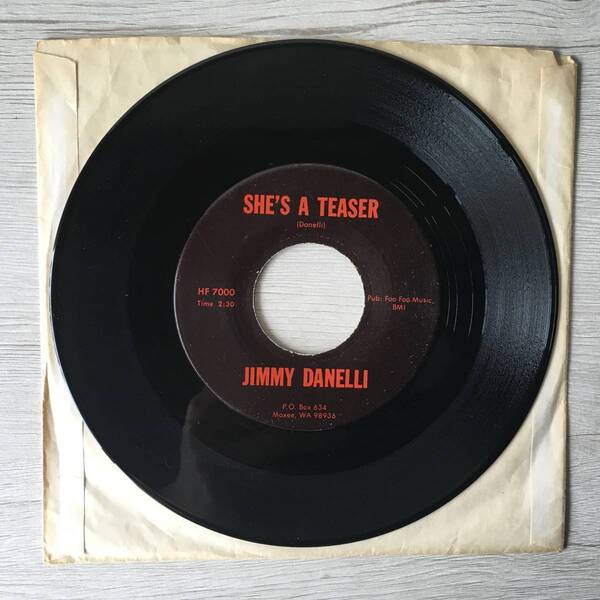 SHE'S A TEASER
(Danelli)
HF 7000
Time 2:30
Pub: Foo Foo Music,
BMI
JIMMY DANELLI
P.O. Box 634
Moxee, WA 98936